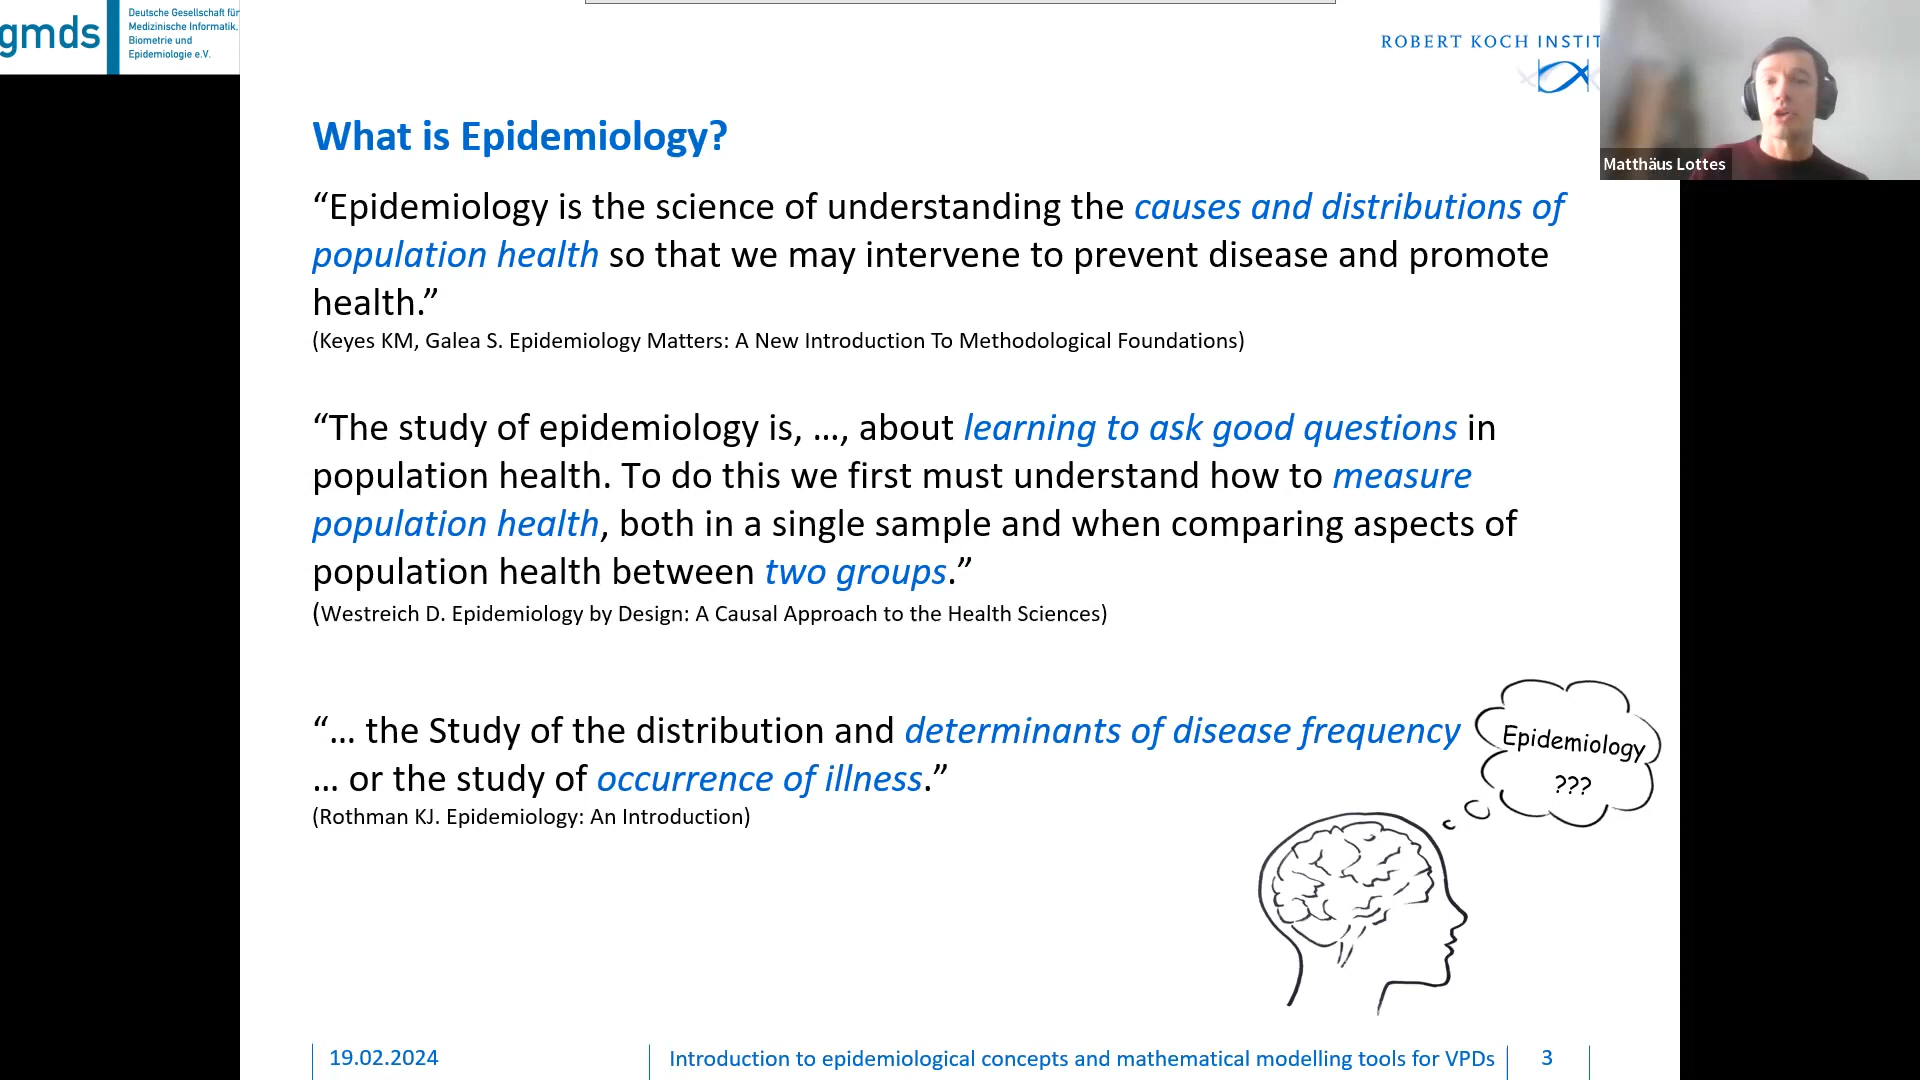 gmds
Deutsche Gesellschaft für
Medizinische Informatik,
Biometrie und
Epidemiologie e.V.
ROBERT KOCH INSTIT
Matthäus Lottes
What is Epidemiology?
“Epidemiology is the science of understanding the causes and distributions of
population health so that we may intervene to prevent disease and promote
health.”
(Keyes KM, Galea S. Epidemiology Matters: A New Introduction To Methodological Foundations)
“The study of epidemiology is, …, about learning to ask good questions in
population health. To do this we first must understand how to measure
population health, both in a single sample and when comparing aspects of
population health between two groups.”
(Westreich D. Epidemiology by Design: A Causal Approach to the Health Sciences)
“… the Study of the distribution and determinants of disease frequency
… or the study of occurrence of illness.”
(Rothman KJ. Epidemiology: An Introduction)
Epidemiology
???
19.02.2024
Introduction to epidemiological concepts and mathematical modelling tools for VPDs
3